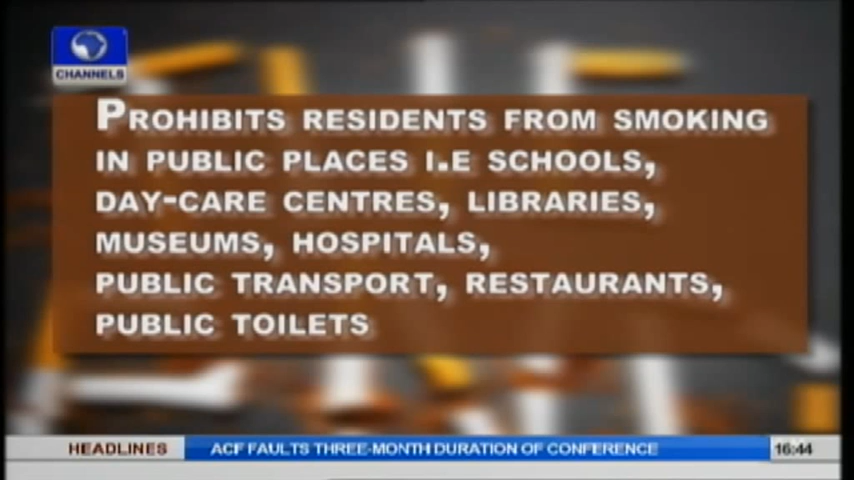 CHANNELS
PROHIBITS RESIDENTS FROM SMOKING
IN PUBLIC PLACES I.E SCHOOLS,
DAY-CARE CENTRES, LIBRARIES,
MUSEUMS, HOSPITALS,
PUBLIC TRANSPORT, RESTAURANTS,
PUBLIC TOILETS
HEADLINES ACF FAULTS THREE-MONTH DURATION OF CONFERENCE 16:44